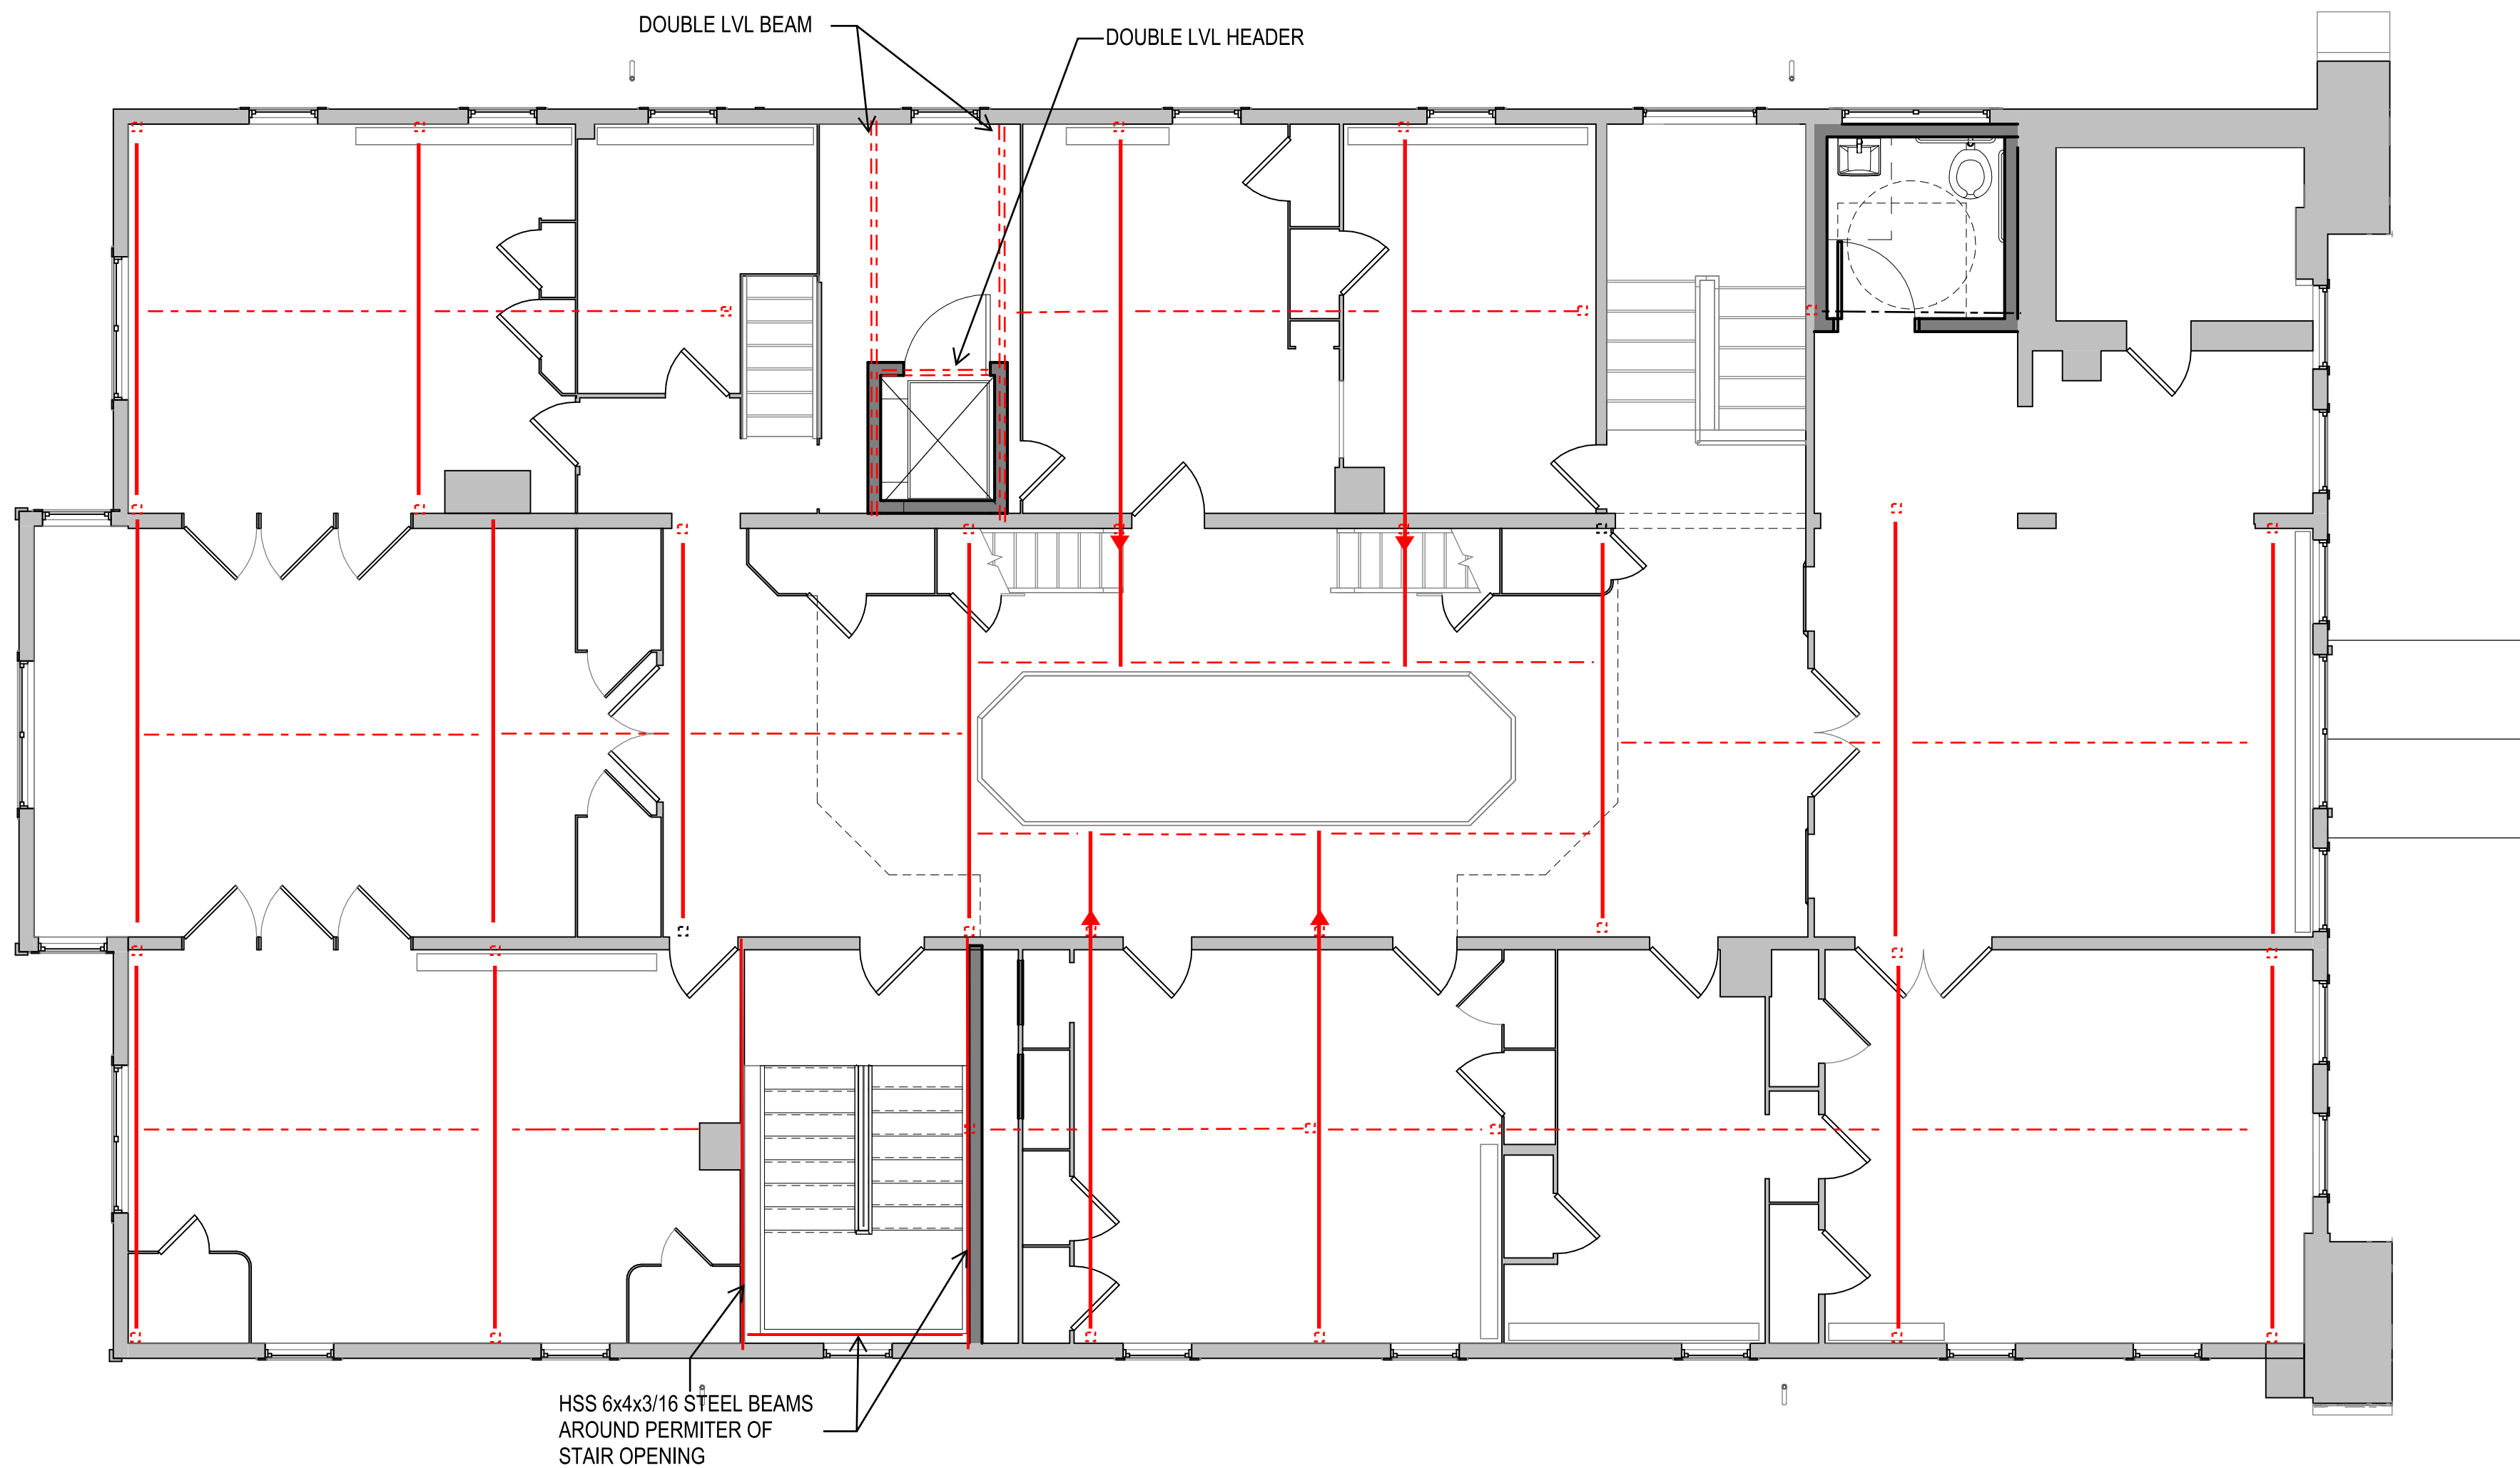 DOUBLE LVL BEAM
DOUBLE LVL HEADER
HSS 6x4x3/16 STEEL BEAMS
AROUND PERMITER OF
STAIR OPENING